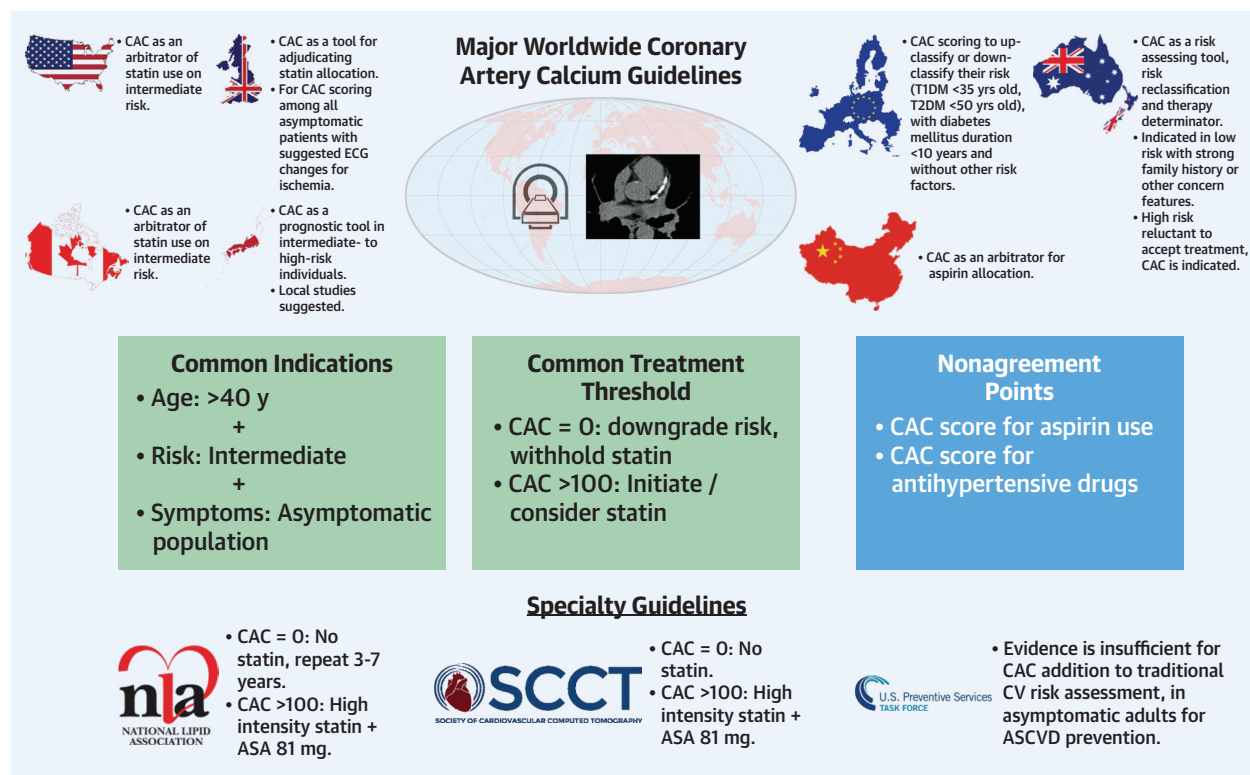 • CAC as an
arbitrator of
statin use on
intermediate
risk.
• CAC as a tool for
adjudicating
statin allocation.
• For CAC scoring
among all
asymptomatic
patients with
suggested ECG
changes for
ischemia.
Major Worldwide Coronary
Artery Calcium Guidelines
• CAC scoring to up-
classify or down-
classify their risk
(T1DM <35 yrs old,
T2DM <50 yrs old),
with diabetes
mellitus duration
<10 years and
without other risk
factors.
• CAC as a risk
assessing tool,
risk
reclassification
and therapy
determinator.
• Indicated in low
risk with strong
family history or
other concern
features.
• High risk
reluctant to
accept treatment,
CAC is indicated.
• CAC as an
arbitrator of
statin use on
intermediate
risk.
• CAC as a
prognostic tool in
intermediate- to
high-risk
individuals.
• Local studies
suggested.
• CAC as an arbitrator for
aspirin allocation.
Common Indications
• Age: >40 y
+
• Risk: Intermediate
+
• Symptoms: Asymptomatic
population
Common Treatment
Threshold
• CAC = 0: downgrade risk,
withhold statin
• CAC >100: Initiate /
consider statin
Nonagreement
Points
• CAC score for aspirin use
• CAC score for
antihypertensive drugs
Specialty Guidelines
nla
NATIONAL LIPID
ASSOCIATION
• CAC = 0: No
statin, repeat 3-7
years.
• CAC >100: High
intensity statin +
ASA 81 mg.
SCCT
SOCIETY OF CARDIOVASCULAR COMPUTED TOMOGRAPHY
• CAC = 0: No
statin.
• CAC >100: High
intensity statin +
ASA 81 mg.
U.S. Preventive Services
TASK FORCE
• Evidence is insufficient for
CAC addition to traditional
CV risk assessment, in
asymptomatic adults for
ASCVD prevention.